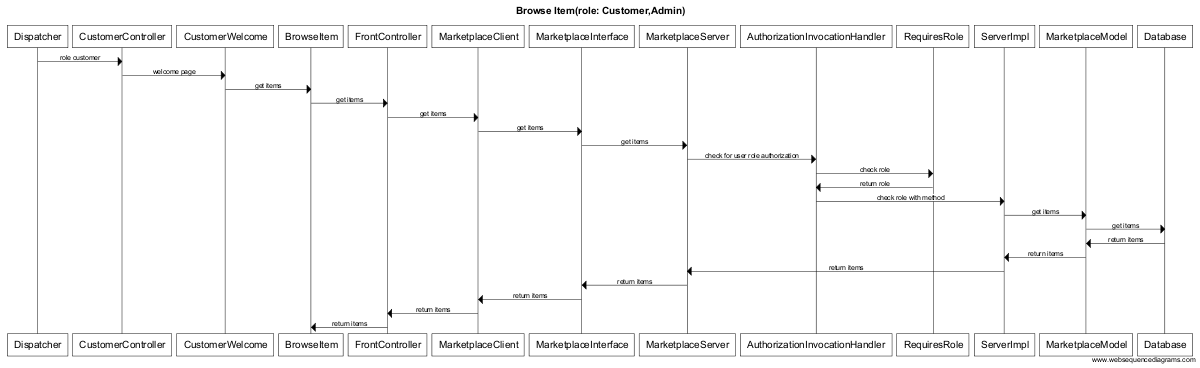 Browse Item(role: Customer,Admin)
Dispatcher CustomerController CustomerWelcome BrowseItem FrontController MarketplaceClient MarketplaceInterface MarketplaceServer AuthorizationInvocationHandler RequiresRole ServerImpl MarketplaceModel Database
role customer
welcome page
get items
get items
get items
get items
get items
check for user role authorization
check role
return role
check role with method
get items
get items
return items
return items
return items
return items
return items
return items
return items
Dispatcher CustomerController CustomerWelcome BrowseItem FrontController MarketplaceClient MarketplaceInterface MarketplaceServer AuthorizationInvocationHandler RequiresRole ServerImpl MarketplaceModel Database
www.websequencediagrams.com